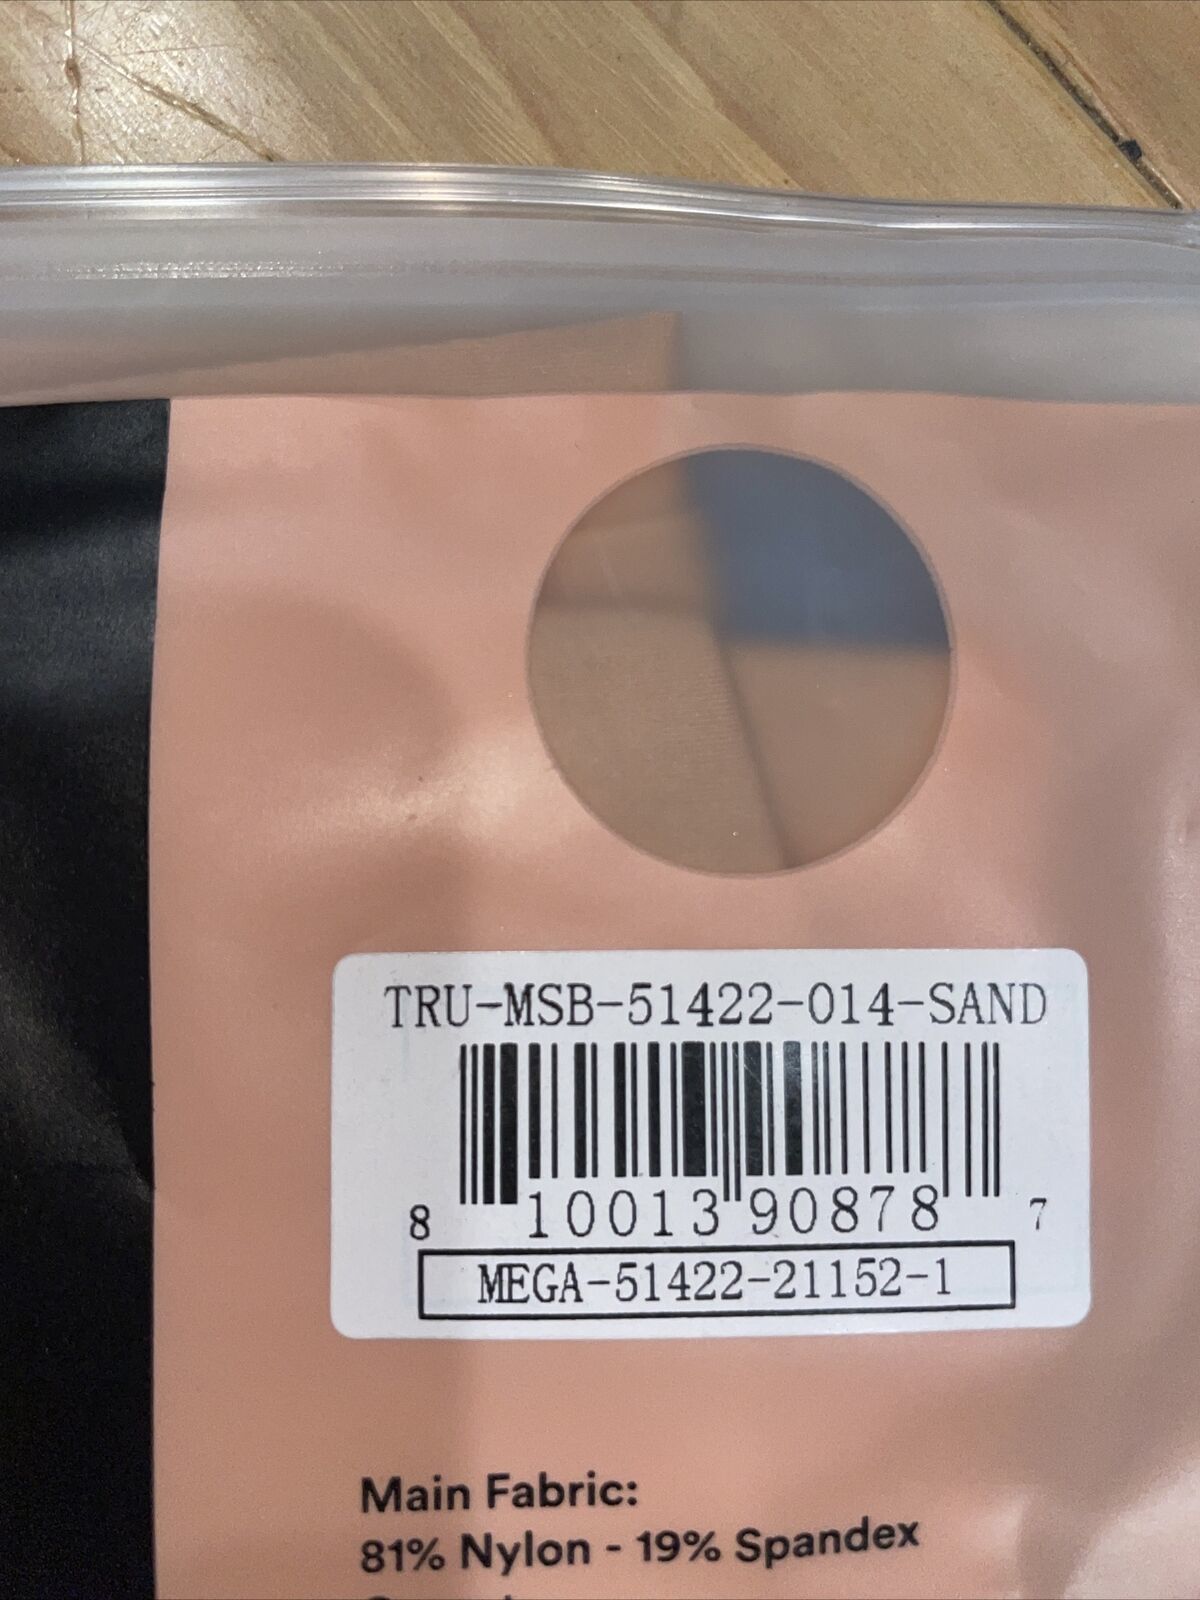 TRU-MSB-51422-014-SAND
8 10013 90878 7
MEGA-51422-21152-1
Main Fabric:
81% Nylon - 19% Spandex